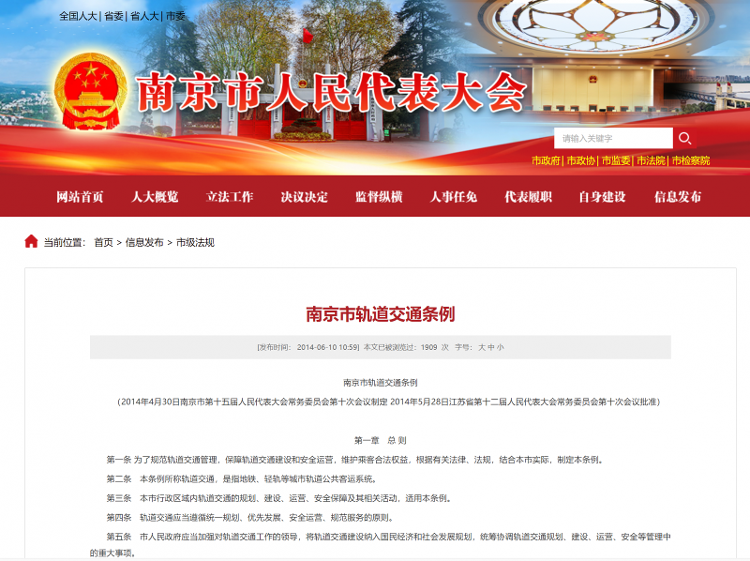 全国人大| 省委| 省人大| 市委
南京市人民代表大会
请输入关键字
市政府| 市政协| 市监委| 市法院| 市检察院
网站首页 人大概览 立法工作 决议决定 监督纵横 人事任免 代表履职 自身建设 信息发布
当前位置： 首页 > 信息发布 > 市级法规
南京市轨道交通条例
[发布时间： 2014-06-10 10:59] 本文已被浏览过：1909 次 字号： 大 中 小
南京市轨道交通条例
（2014年4月30日南京市第十五届人民代表大会常务委员会第十次会议制定 2014年5月28日江苏省第十二届人民代表大会常务委员会第十次会议批准）
第一章 总 则
第一条 为了规范轨道交通管理，保障轨道交通建设和安全运营，维护乘客合法权益，根据有关法律、法规，结合本市实际，制定本条例。
第二条 本条例所称轨道交通，是指地铁、轻轨等城市轨道公共客运系统。
第三条 本市行政区域内轨道交通的规划、建设、运营、安全保障及其相关活动，适用本条例。
第四条 轨道交通应当遵循统一规划、优先发展、安全运营、规范服务的原则。
第五条 市人民政府应当加强对轨道交通工作的领导，将轨道交通建设纳入国民经济和社会发展规划，统筹协调轨道交通规划、建设、运营、安全等管理中
的重大事项。